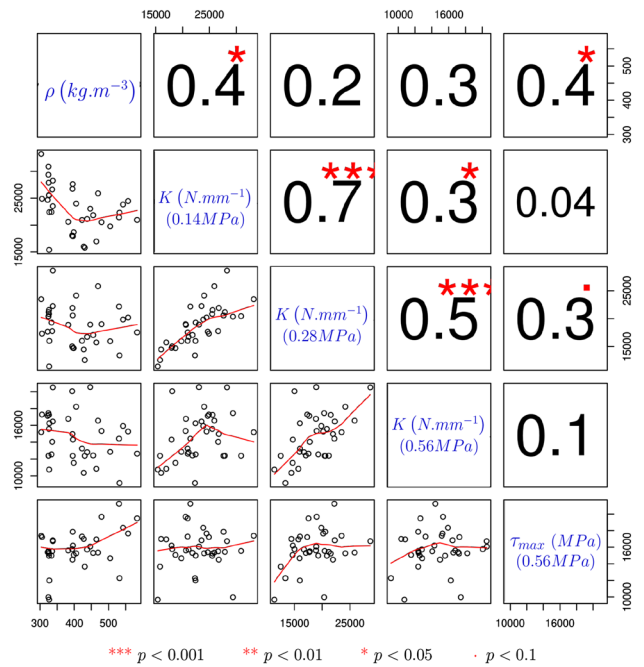 15000 25000 10000 16000
ρ (kg.m⁻³) 0.4 * 0.2 0.3 0.4 * 300 400 500
15000 25000 K (N.mm⁻¹) 0.7 *** 0.3 * 0.04
(0.14MPa)
K (N.mm⁻¹) 0.5 *** 0.3 . 15000 25000
(0.28MPa)
10000 16000 K (N.mm⁻¹) 0.1
(0.56MPa)
τmax (MPa) 10000 16000
(0.56MPa)
300 400 500 15000 25000 10000 16000
*** p < 0.001 ** p < 0.01 * p < 0.05 · p < 0.1